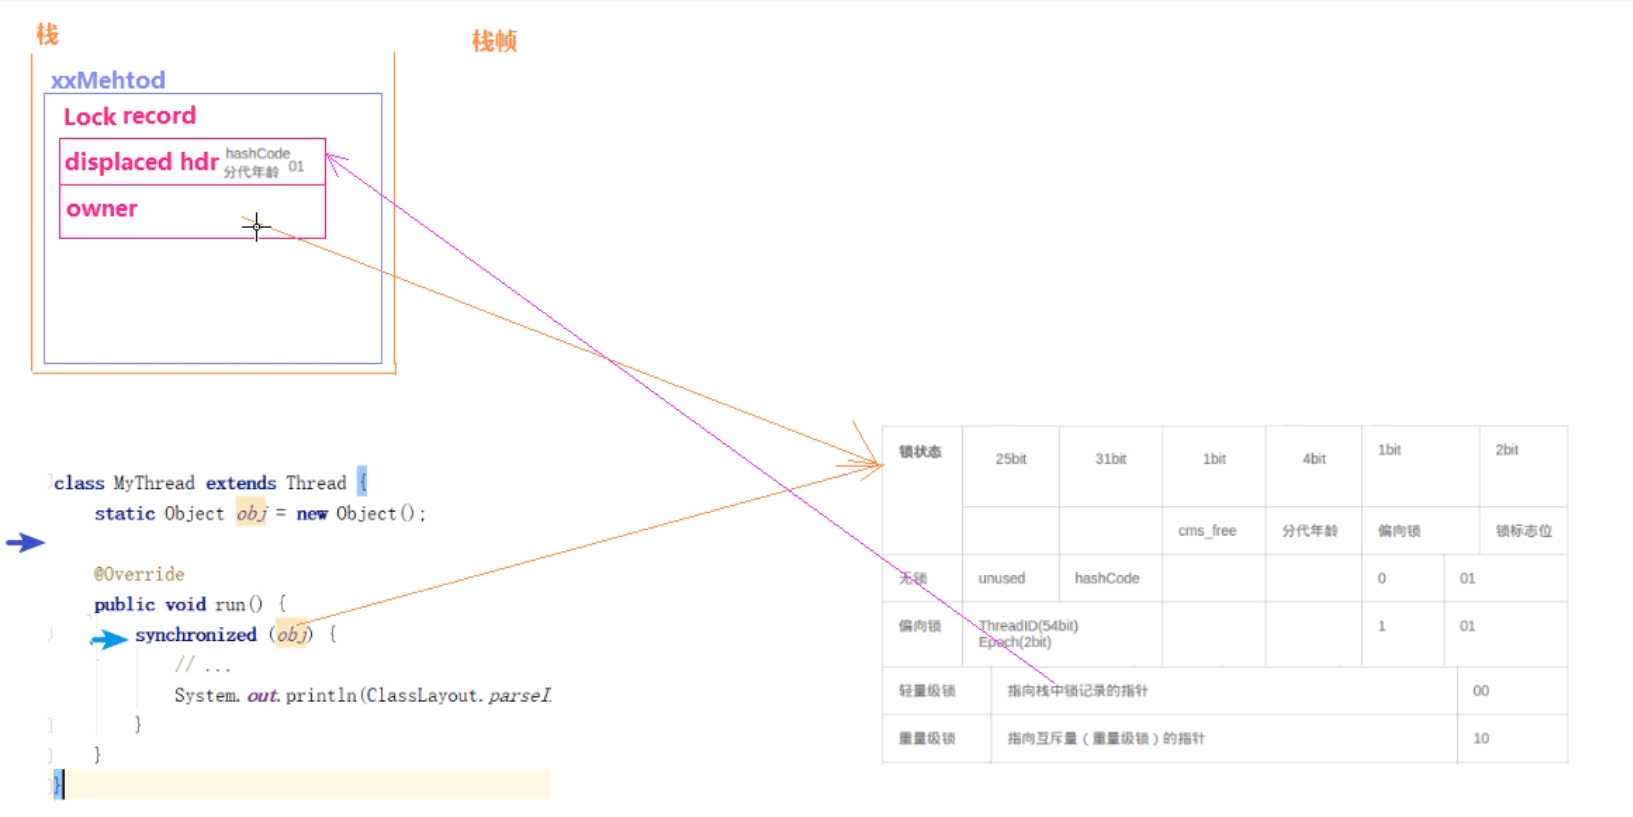 栈
栈帧
xxMehtod
Lock record
displaced hdr hashCode
分代年龄 01
owner
class MyThread extends Thread {
static Object obj = new Object();
@Override
public void run() {
synchronized (obj) {
// ...
System.out.println(ClassLayout.parseI
}
}
}
锁状态 25bit 31bit 1bit 4bit 1bit 2bit
cms_free 分代年龄 偏向锁 锁标志位
无锁 unused hashCode 0 01
偏向锁 ThreadID(54bit) 1 01
Epoch(2bit)
轻量级锁 指向栈中锁记录的指针 00
重量级锁 指向互斥量（重量级锁）的指针 10